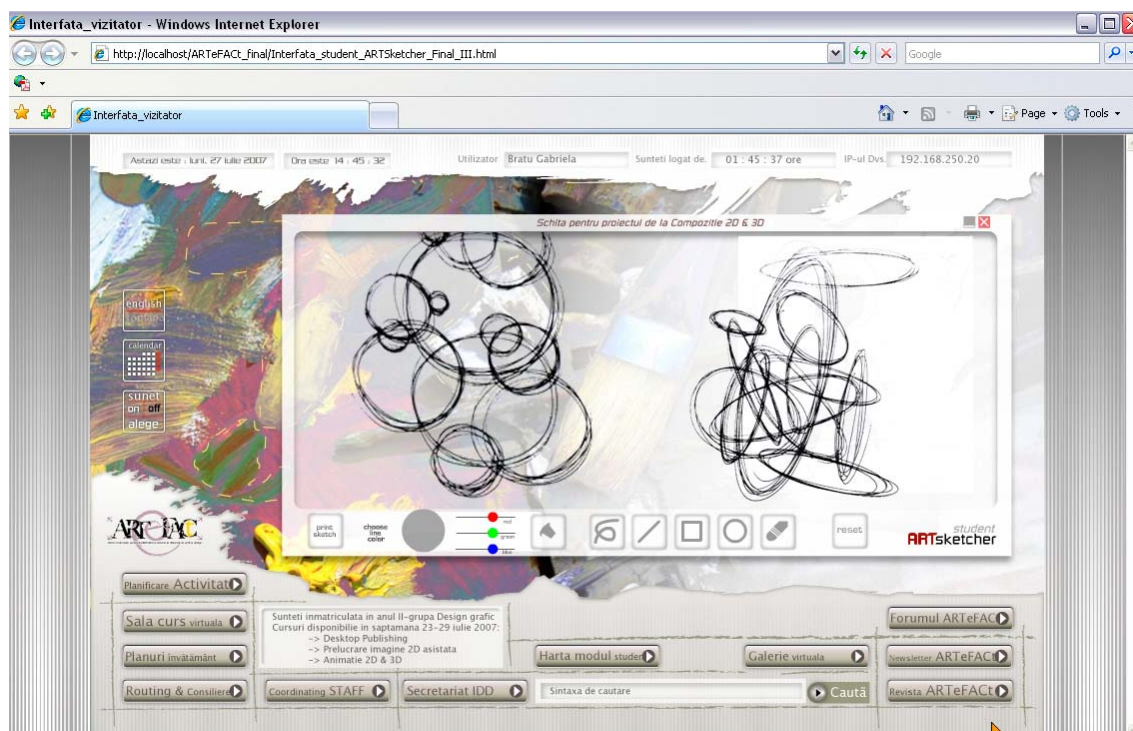 Interfata_vizitator - Windows Internet Explorer
http://localhost/ARTeFACt_final/Interfata_student_ARTSketcher_Final_III.html
Google
Interfata_vizitator
Page
Tools
Astazi este : luni, 27 iulie 2007
Ora este 14 : 45 : 32
Utilizator
Bratu Gabriela
Sunteti logat de.
01 : 45 : 37 ore
IP-ul Dvs.
192.168.250.20
Schita pentru proiectul de la Compozitie 2D & 3D
english
calendar
sunet
on off
alege
print
sketch
choose
line
color
red
green
blue
reset
student
ARTsketcher
Planificare Activitati
Sala curs virtuala
Planuri învățământ
Routing & Consiliere
Sunteti inmatriculata in anul II-grupa Design grafic
Cursuri disponibilie in saptamana 23-29 iulie 2007:
-> Desktop Publishing
-> Prelucrare imagine 2D asistata
-> Animatie 2D & 3D
Coordinating STAFF
Secretariat IDD
Harta modul student
Galerie virtuala
Sintaxa de cautare
Caută
Forumul ARTeFACt
Newsletter ARTeFACt
Revista ARTeFACt